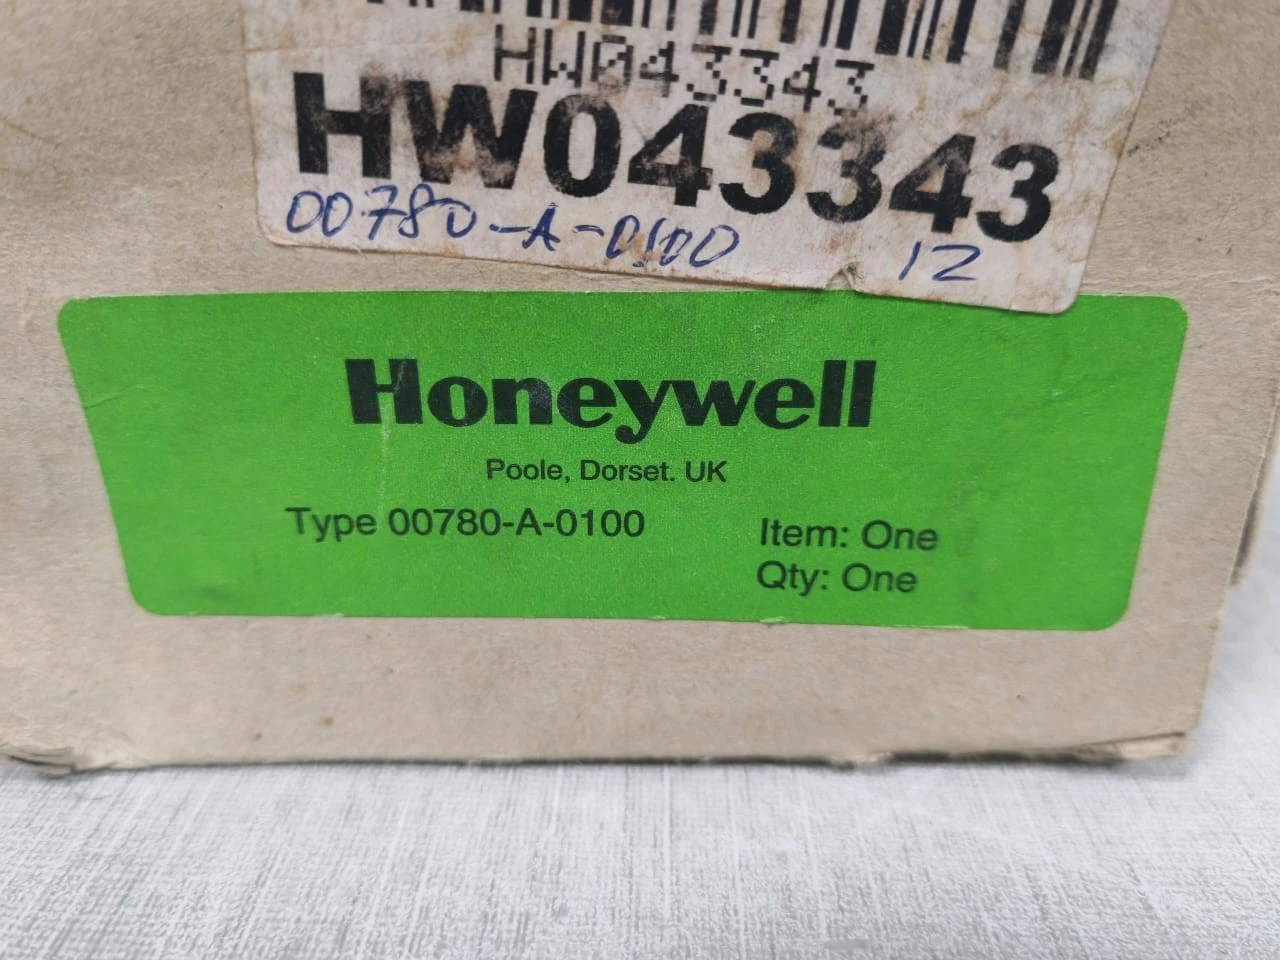 HW043343
HW043343
00780-A-0100 12
Honeywell
Poole, Dorset. UK
Type 00780-A-0100
Item: One
Qty: One